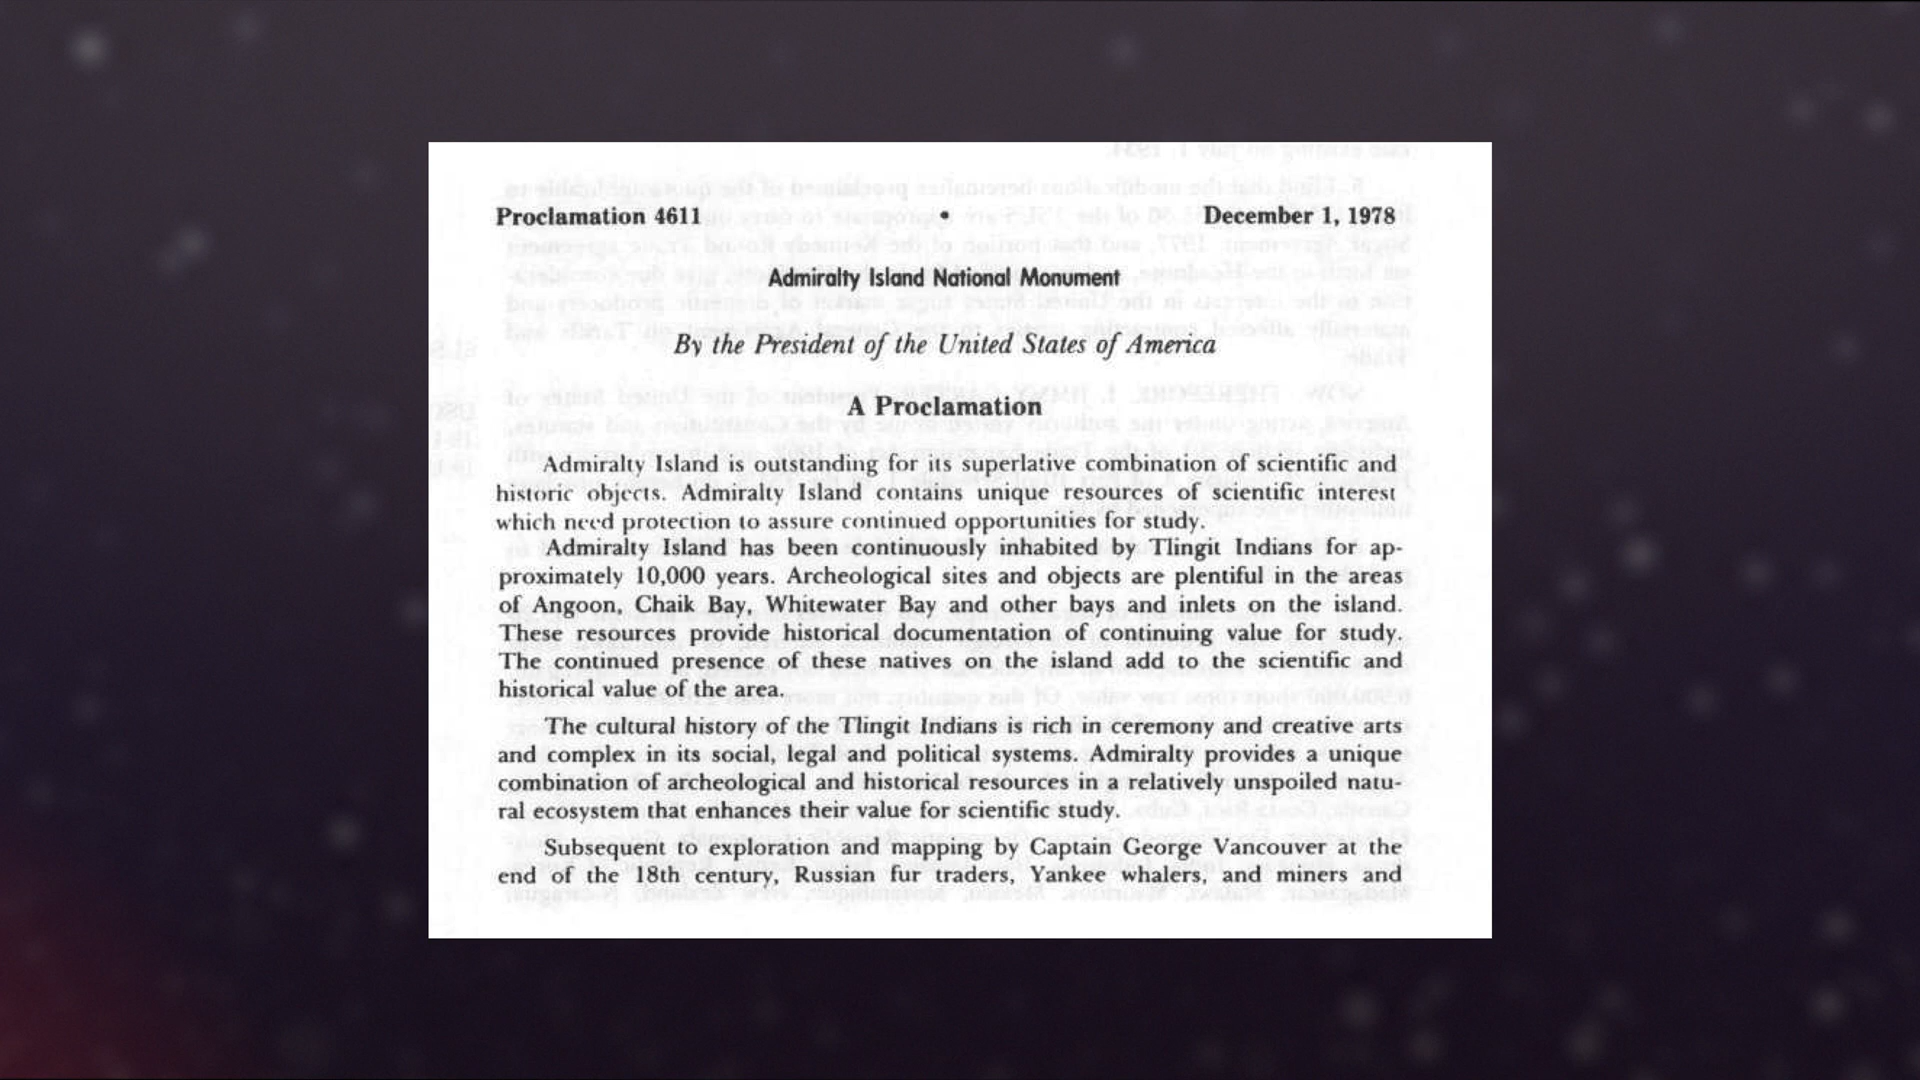 Proclamation 4611 • December 1, 1978
Admiralty Island National Monument
By the President of the United States of America
A Proclamation
Admiralty Island is outstanding for its superlative combination of scientific and
historic objects. Admiralty Island contains unique resources of scientific interest
which need protection to assure continued opportunities for study.
Admiralty Island has been continuously inhabited by Tlingit Indians for ap-
proximately 10,000 years. Archeological sites and objects are plentiful in the areas
of Angoon, Chaik Bay, Whitewater Bay and other bays and inlets on the island.
These resources provide historical documentation of continuing value for study.
The continued presence of these natives on the island add to the scientific and
historical value of the area.
The cultural history of the Tlingit Indians is rich in ceremony and creative arts
and complex in its social, legal and political systems. Admiralty provides a unique
combination of archeological and historical resources in a relatively unspoiled natu-
ral ecosystem that enhances their value for scientific study.
Subsequent to exploration and mapping by Captain George Vancouver at the
end of the 18th century, Russian fur traders, Yankee whalers, and miners and